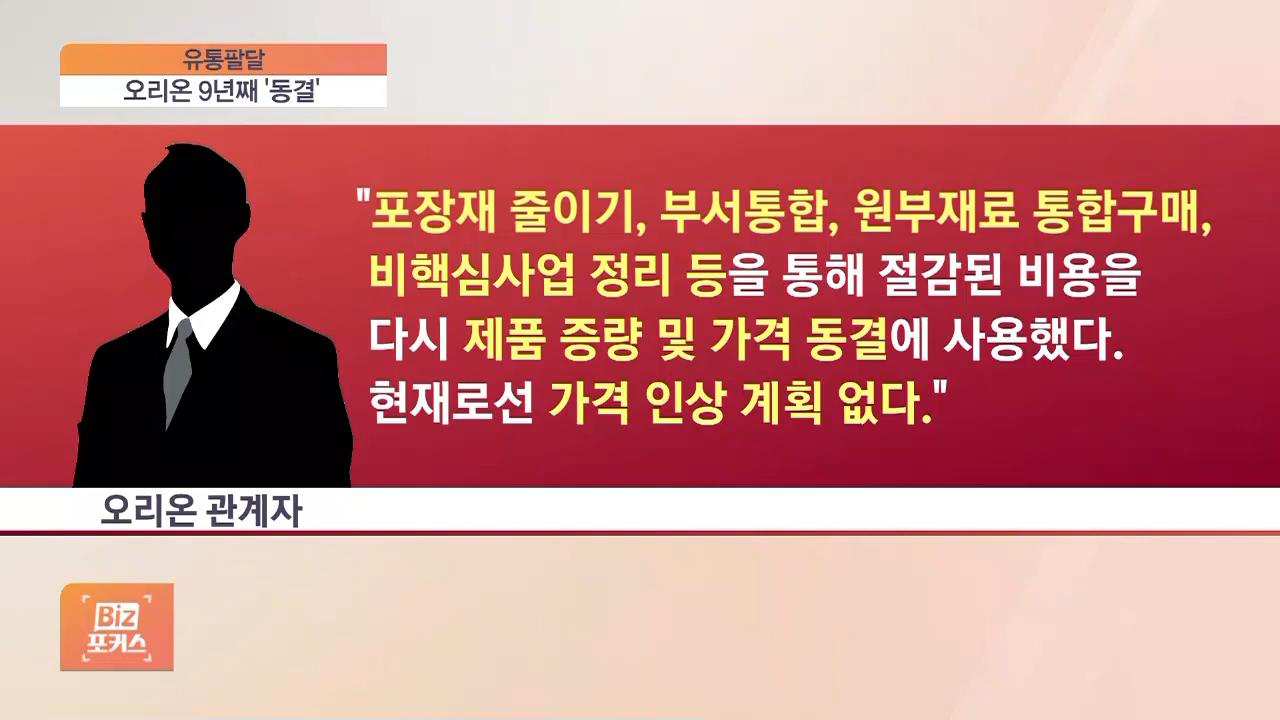 유통팔달
오리온 9년째 '동결'
"포장재 줄이기, 부서통합, 원부재료 통합구매,
비핵심사업 정리 등을 통해 절감된 비용을
다시 제품 증량 및 가격 동결에 사용했다.
현재로선 가격 인상 계획 없다."
오리온 관계자
Biz
포커스